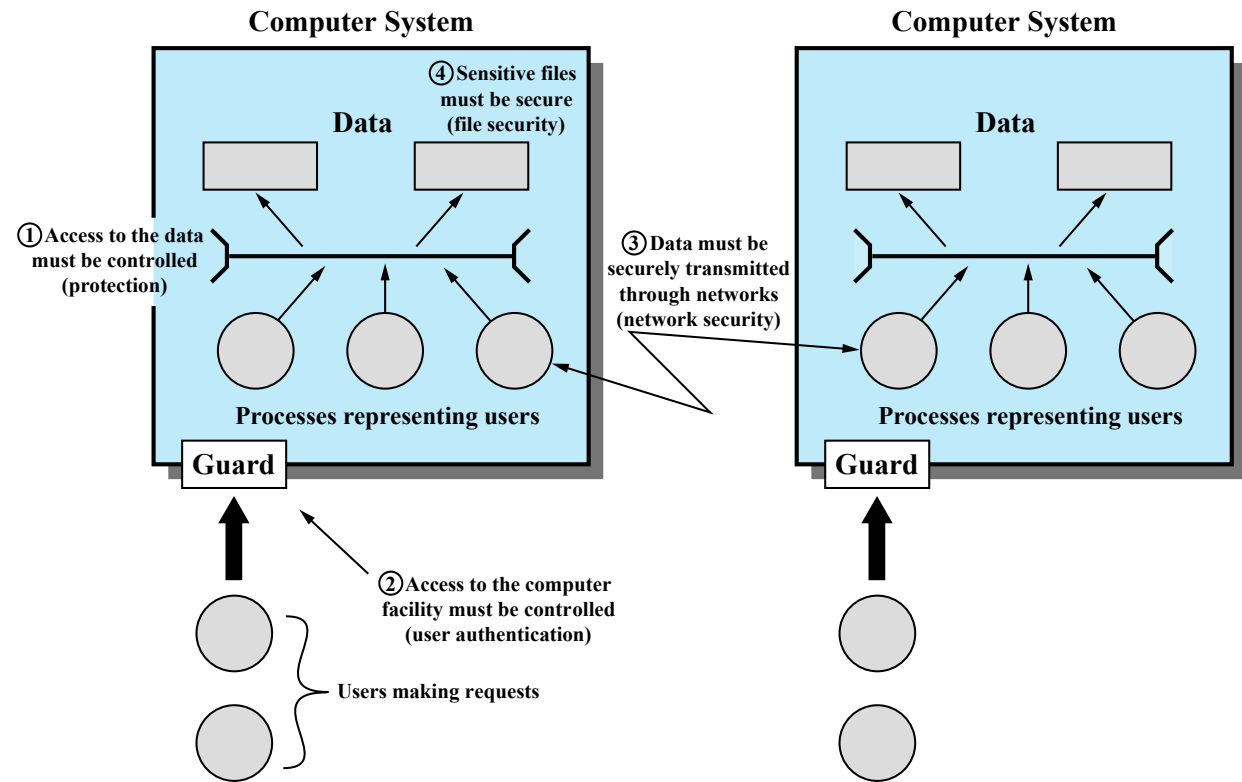 Computer System
④ Sensitive files
must be secure
(file security)
Data
① Access to the data
must be controlled
(protection)
Processes representing users
Guard
② Access to the computer
facility must be controlled
(user authentication)
Users making requests
③ Data must be
securely transmitted
through networks
(network security)
Computer System
Data
Processes representing users
Guard